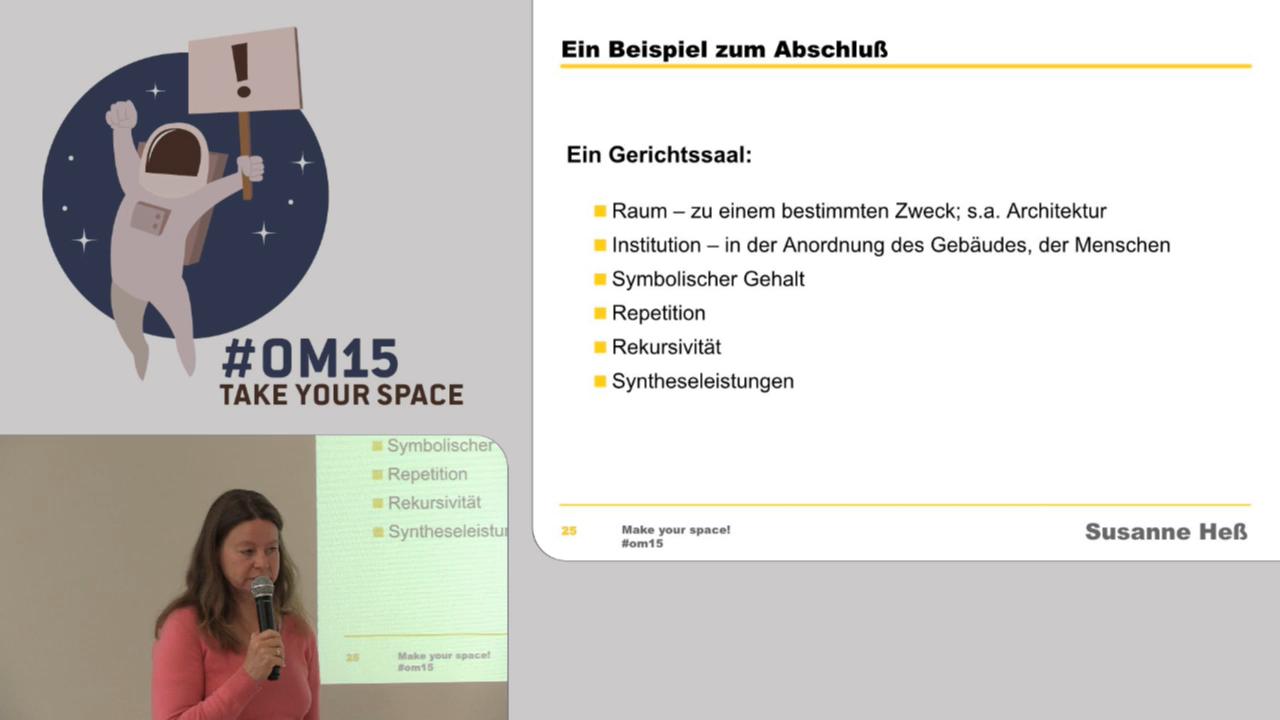 !
#OM15
TAKE YOUR SPACE
Ein Beispiel zum Abschluß
Ein Gerichtssaal:
Raum – zu einem bestimmten Zweck; s.a. Architektur
Institution – in der Anordnung des Gebäudes, der Menschen
Symbolischer Gehalt
Repetition
Rekursivität
Syntheseleistungen
25
Make your space!
#om15
Susanne Heß
Symbolischer
Repetition
Rekursivität
Syntheseleistu
25
Make your space!
#om15